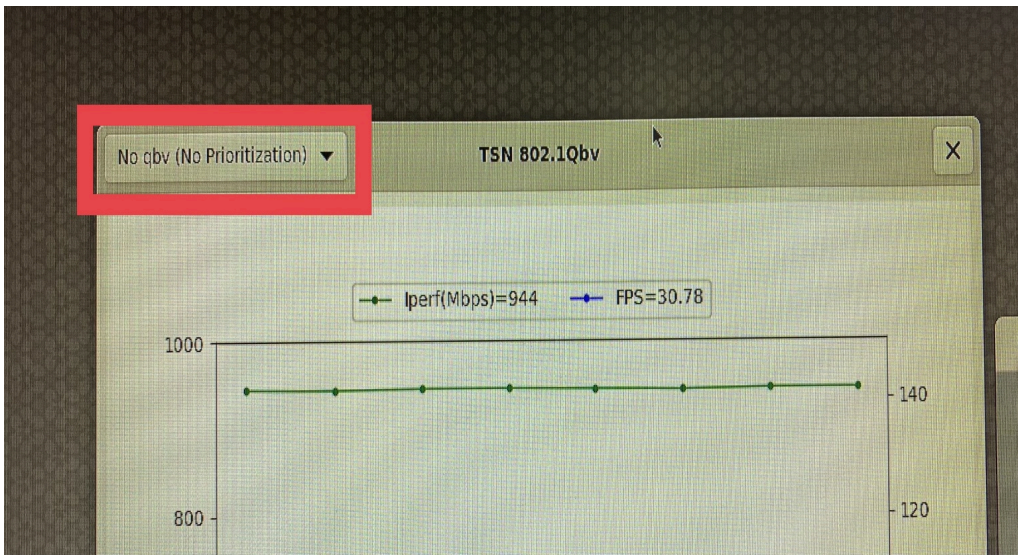 No qbv (No Prioritization)
TSN 802.1Qbv
X
Iperf(Mbps)=944 FPS=30.78
1000
140
800
120